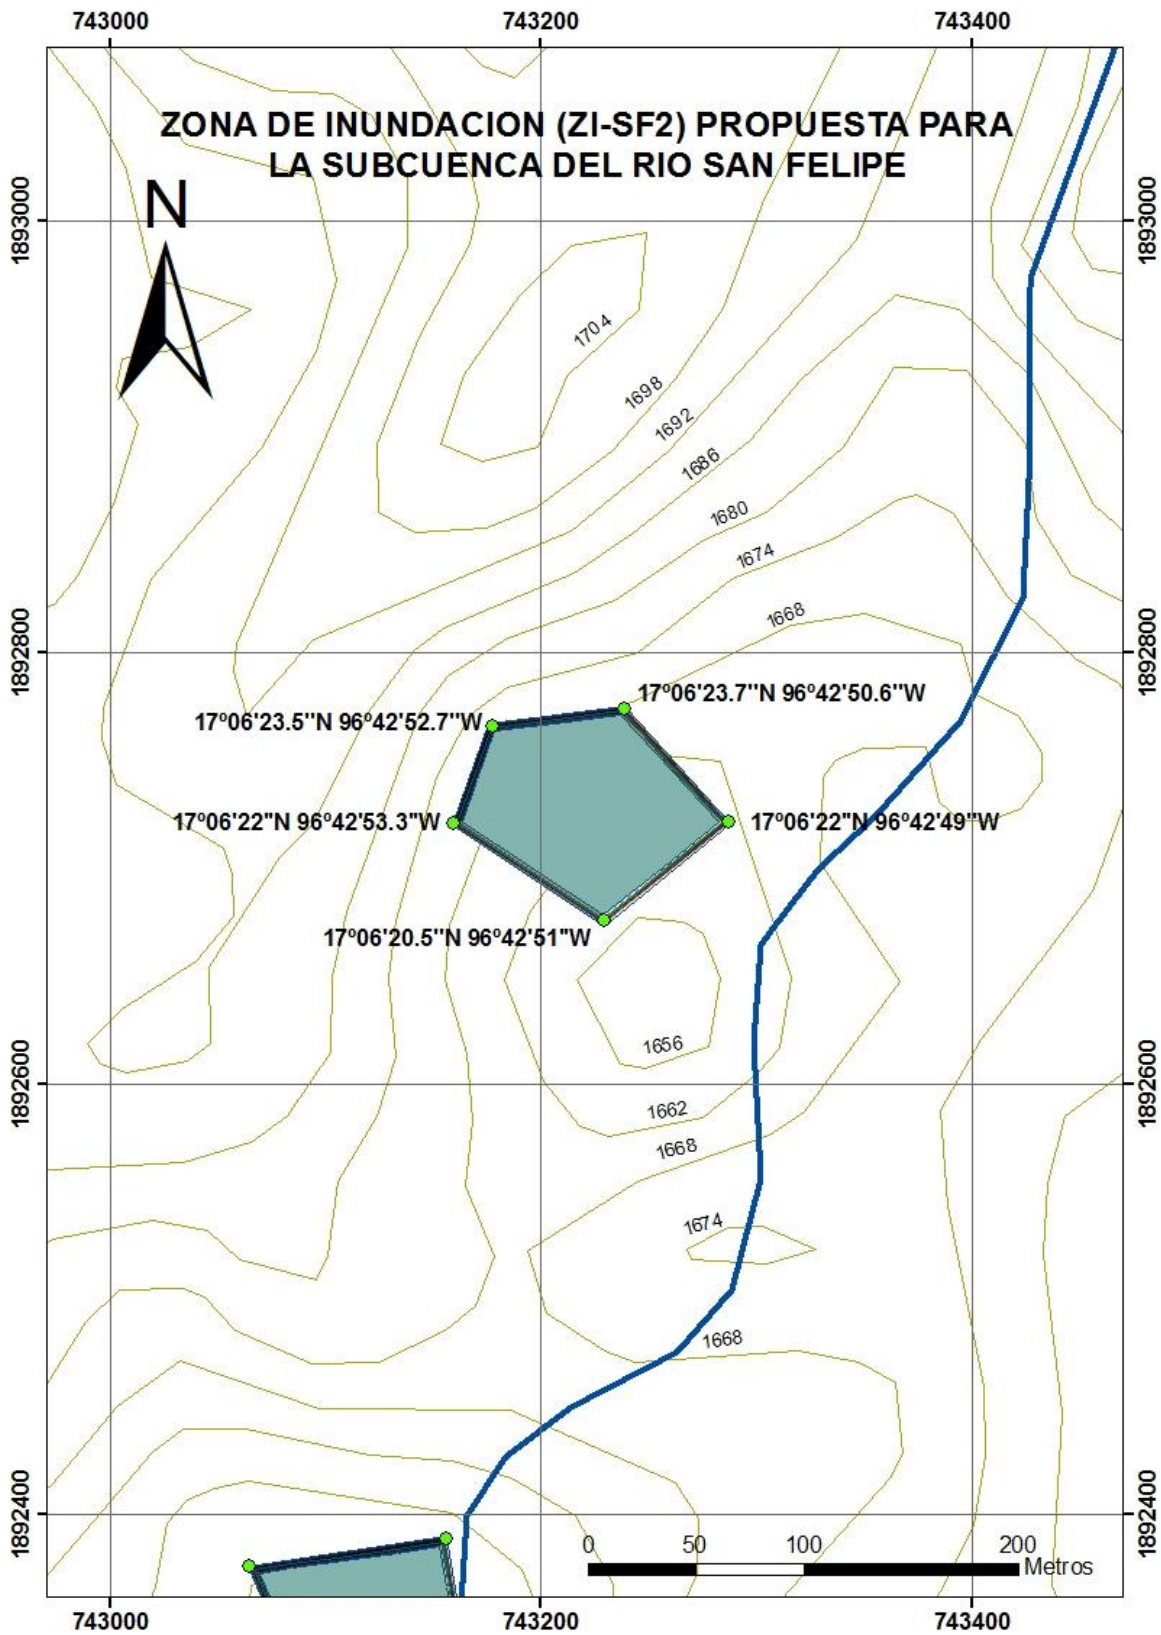 743000 743200 743400
ZONA DE INUNDACION (ZI-SF2) PROPUESTA PARA
LA SUBCUENCA DEL RIO SAN FELIPE
N
1893000
1893000
1704
1698
1692
1686
1680
1674
1668
1892800
1892800
17º06'23.7"N 96º42'50.6"W
17º06'23.5"N 96º42'52.7"W
17º06'22"N 96º42'53.3"W
17º06'22"N 96º42'49"W
17º06'20.5"N 96º42'51"W
1656
1892600
1892600
1662
1668
1674
1668
1892400
1892400
0 50 100 200
Metros
743000 743200 743400